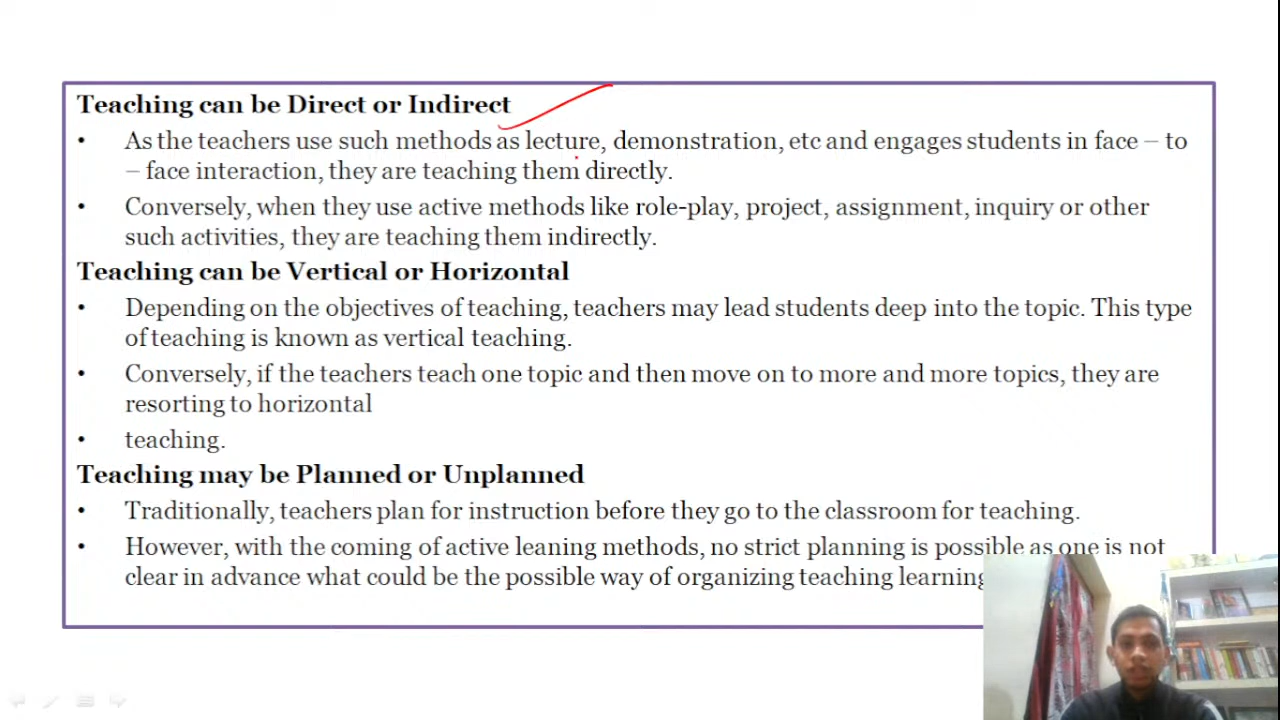 Teaching can be Direct or Indirect
• As the teachers use such methods as lecture, demonstration, etc and engages students in face – to
– face interaction, they are teaching them directly.
• Conversely, when they use active methods like role-play, project, assignment, inquiry or other
such activities, they are teaching them indirectly.
Teaching can be Vertical or Horizontal
• Depending on the objectives of teaching, teachers may lead students deep into the topic. This type
of teaching is known as vertical teaching.
• Conversely, if the teachers teach one topic and then move on to more and more topics, they are
resorting to horizontal
• teaching.
Teaching may be Planned or Unplanned
• Traditionally, teachers plan for instruction before they go to the classroom for teaching.
• However, with the coming of active leaning methods, no strict planning is possible as one is not
clear in advance what could be the possible way of organizing teaching learning